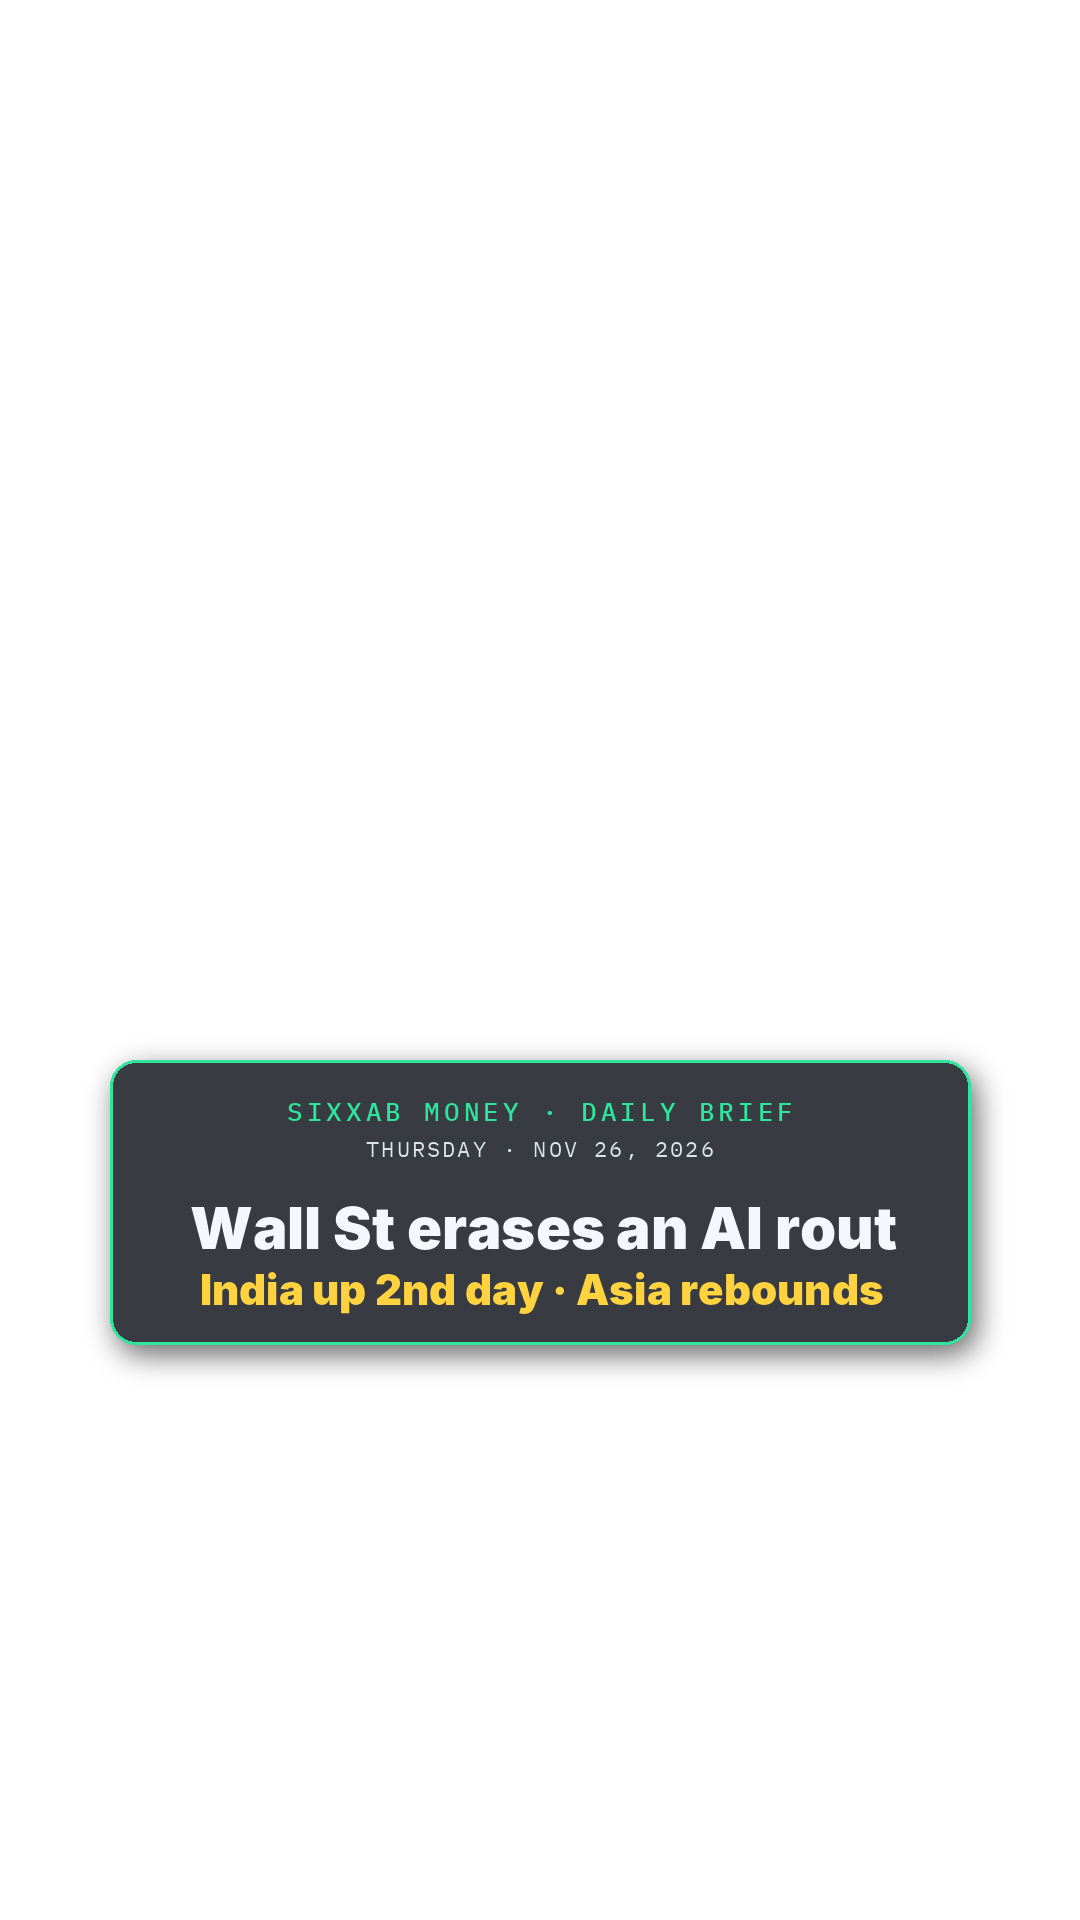 SIXXAB MONEY · DAILY BRIEF
THURSDAY · NOV 26, 2026
Wall St erases an AI rout
India up 2nd day · Asia rebounds